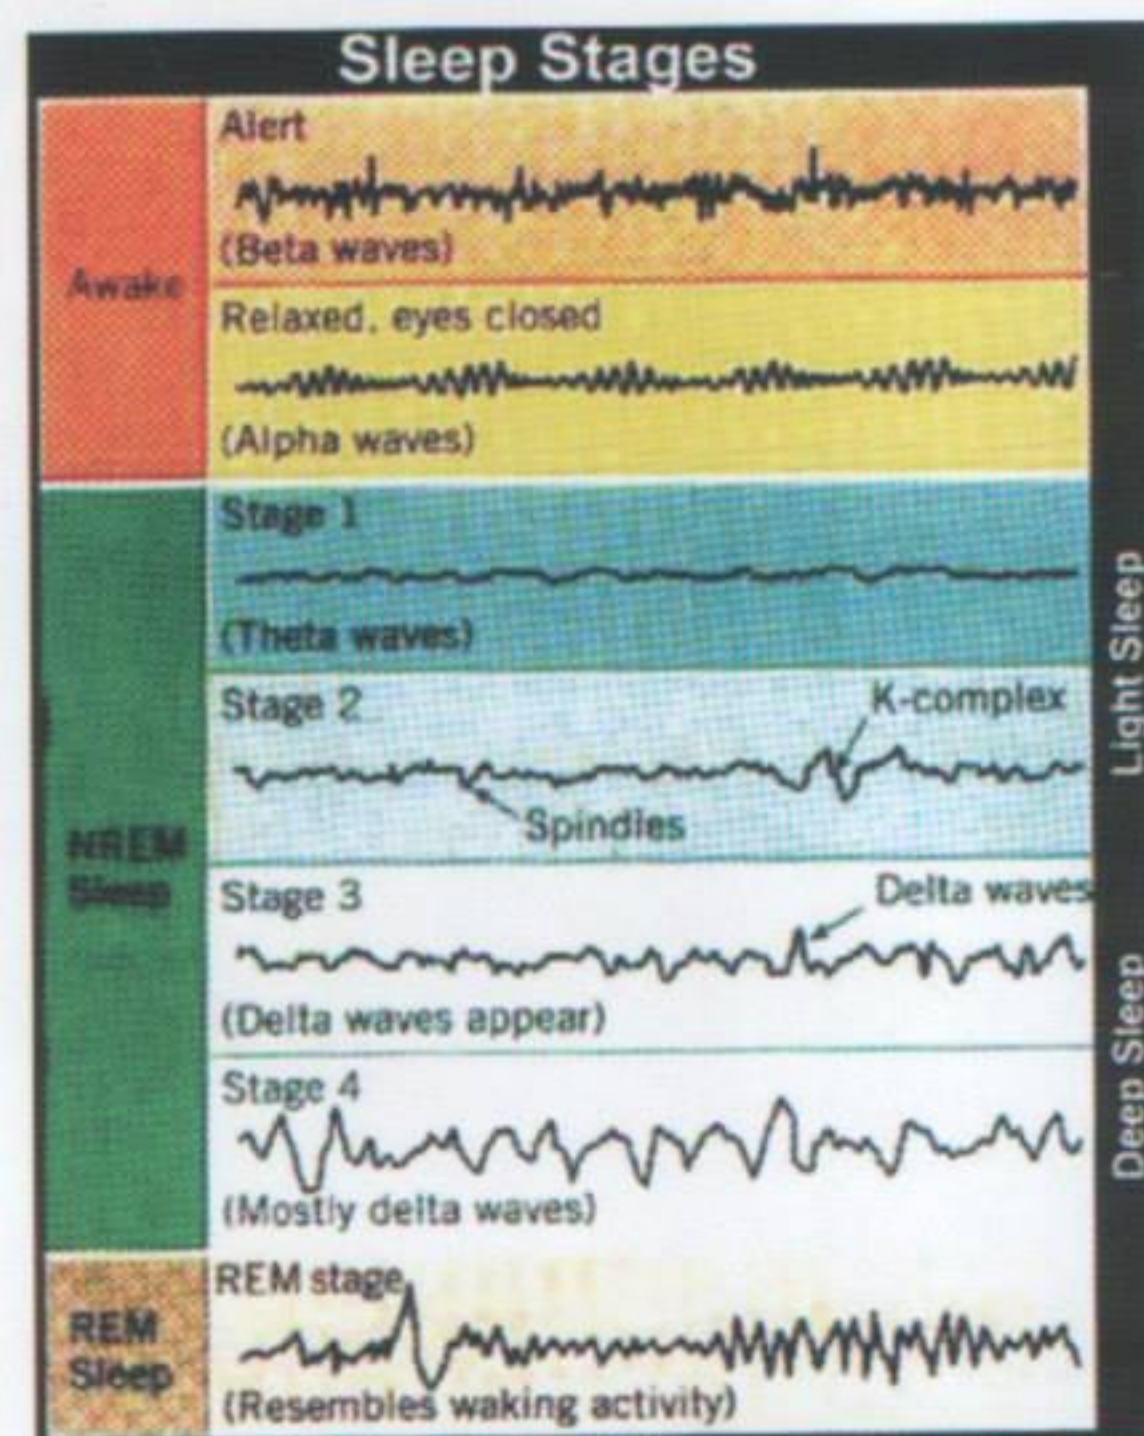 Sleep Stages
Awake
Alert
(Beta waves)
Relaxed, eyes closed
(Alpha waves)
NREM
Sleep
Stage 1
(Theta waves)
Stage 2
K-complex
Spindles
Stage 3
Delta waves
(Delta waves appear)
Stage 4
(Mostly delta waves)
REM
Sleep
REM stage
(Resembles waking activity)
Light Sleep
Deep Sleep